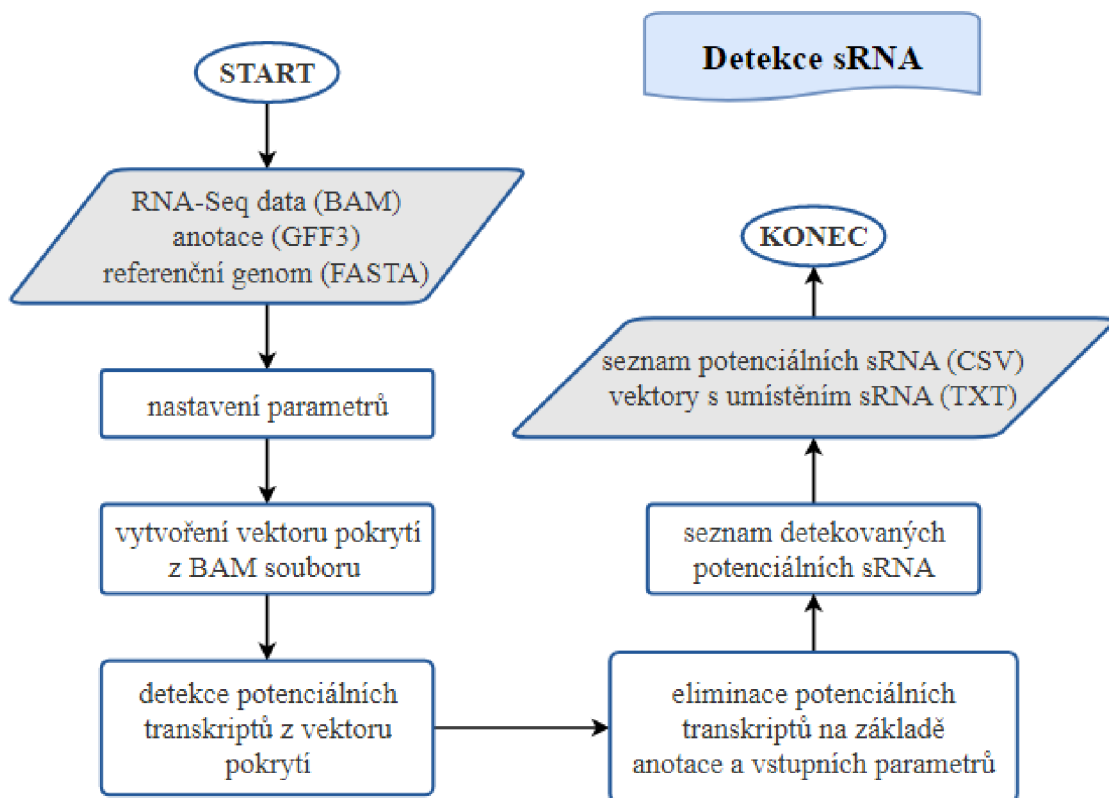 Detekce sRNA
START
RNA-Seq data (BAM)
anotace (GFF3)
referenční genom (FASTA)
nastavení parametrů
vytvoření vektoru pokrytí
z BAM souboru
detekce potenciálních
transkriptů z vektoru
pokrytí
eliminace potenciálních
transkriptů na základě
anotace a vstupních parametrů
seznam detekovaných
potenciálních sRNA
seznam potenciálních sRNA (CSV)
vektory s umístěním sRNA (TXT)
KONEC